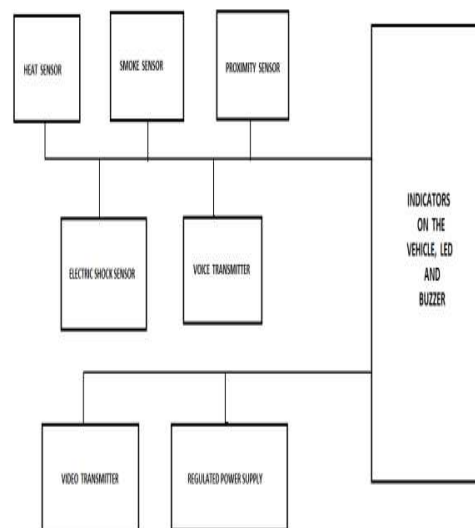 HEAT SENSOR
SMOKE SENSOR
PROXIMITY SENSOR
ELECTRIC SHOCK SENSOR
VOICE TRANSMITTER
INDICATORS
ON THE
VEHICLE, LED
AND
BUZZER
VIDEO TRANSMITTER
REGULATED POWER SUPPLY